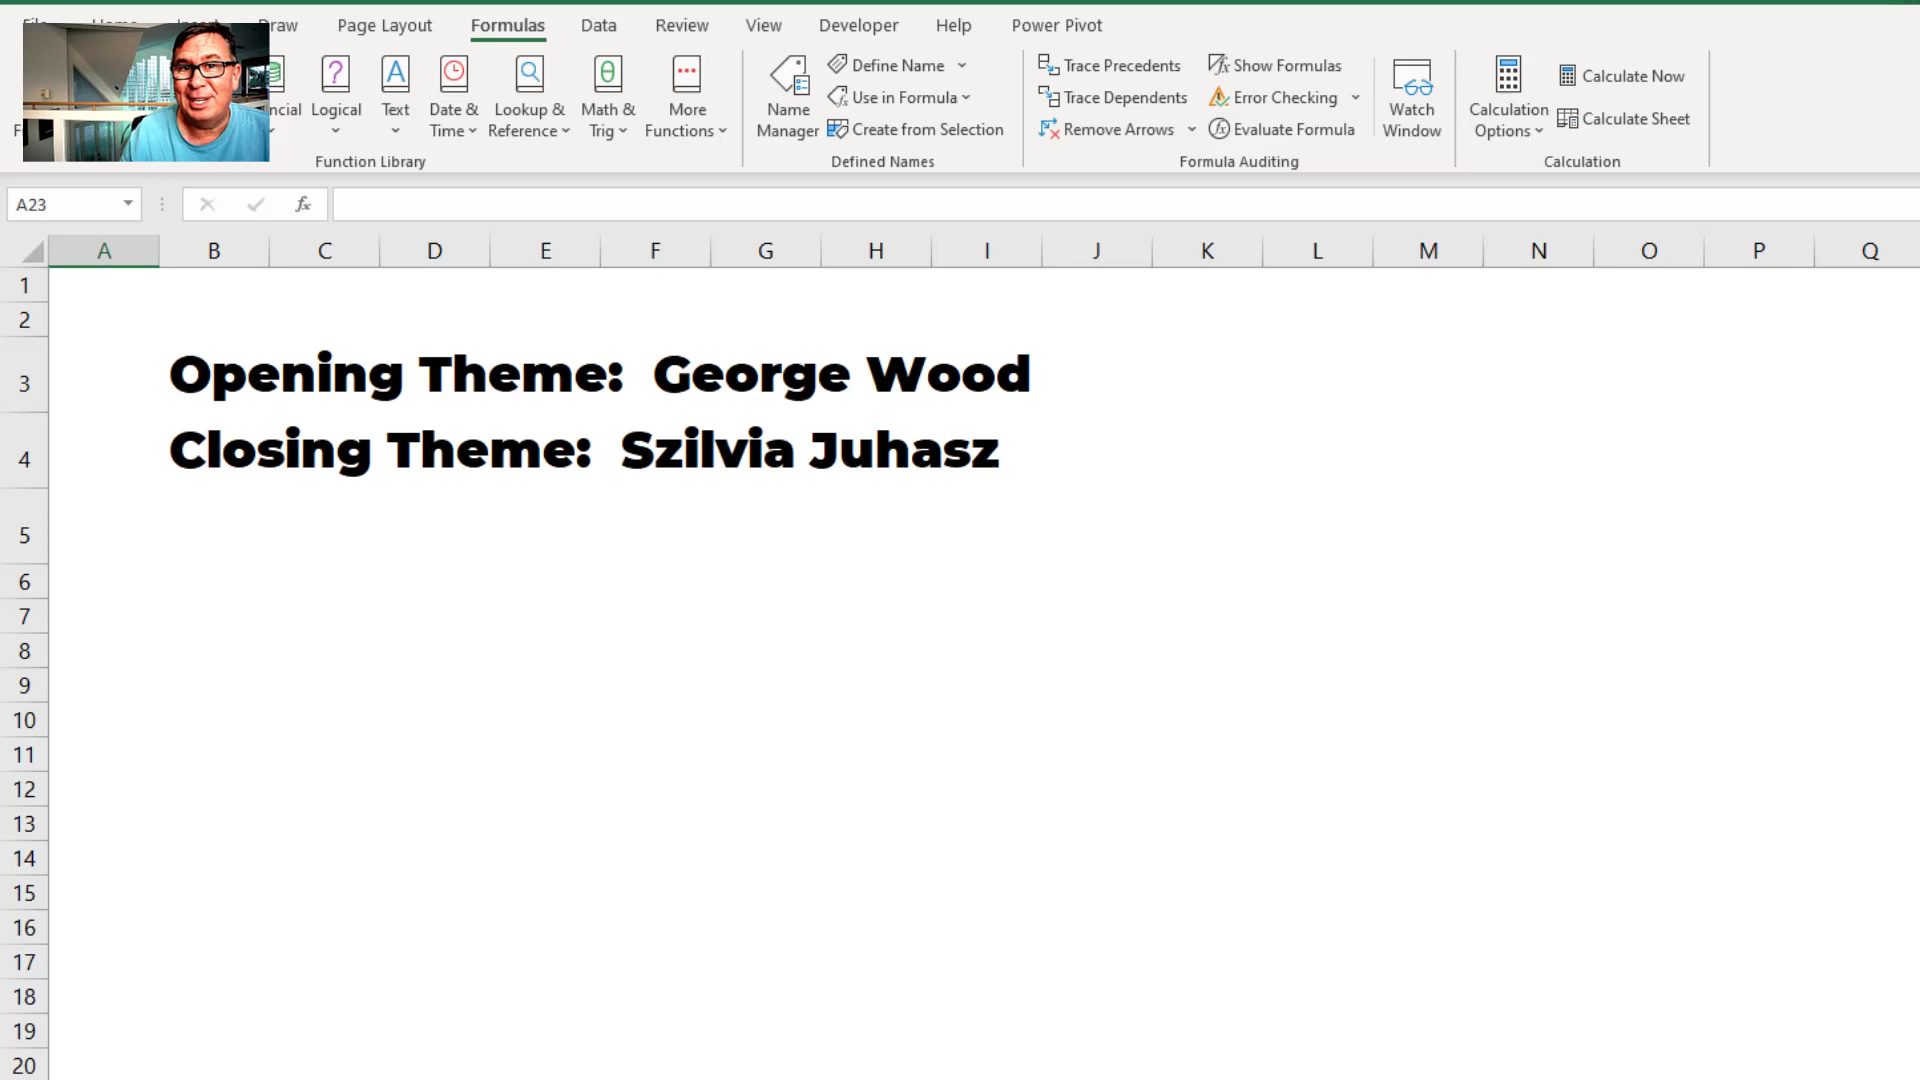 File Home Insert Draw Page Layout Formulas Data Review View Developer Help Power Pivot
Logical
Text
Date & Time
Lookup & Reference
Math & Trig
More Functions
Function Library
Name Manager
Define Name
Use in Formula
Create from Selection
Defined Names
Trace Precedents
Trace Dependents
Remove Arrows
Show Formulas
Error Checking
Evaluate Formula
Formula Auditing
Watch Window
Calculation Options
Calculate Now
Calculate Sheet
Calculation
A23
fx
A B C D E F G H I J K L M N O P Q
1
2
3 Opening Theme: George Wood
4 Closing Theme: Szilvia Juhasz
5
6
7
8
9
10
11
12
13
14
15
16
17
18
19
20